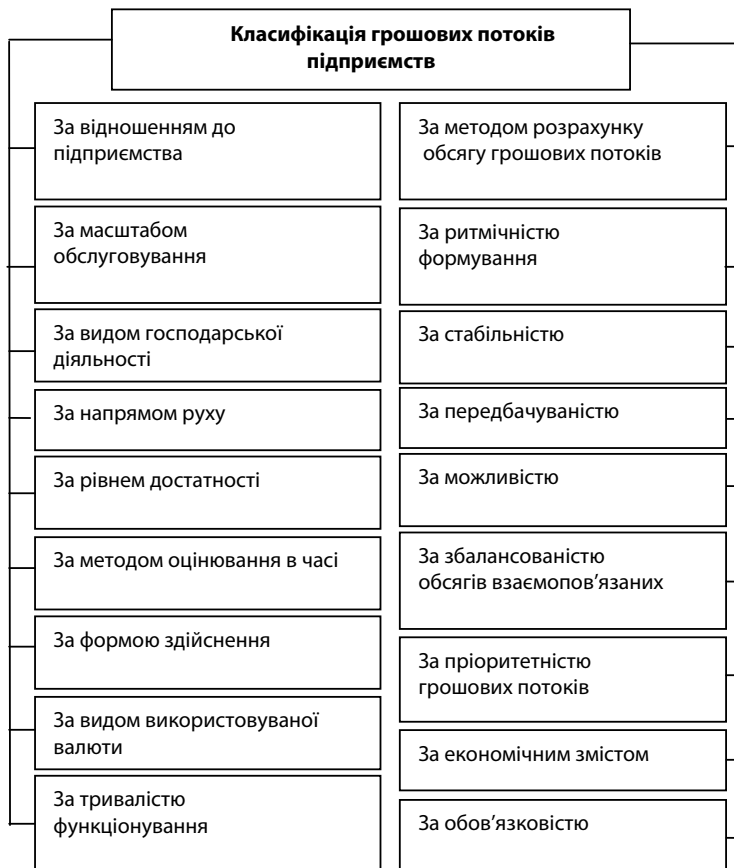 Класифікація грошових потоків
підприємств
За відношенням до
підприємства
За масштабом
обслуговування
За видом господарської
діяльності
За напрямом руху
За рівнем достатності
За методом оцінювання в часі
За формою здійснення
За видом використовуваної
валюти
За тривалістю
функціонування
За методом розрахунку
обсягу грошових потоків
За ритмічністю
формування
За стабільністю
За передбачуваністю
За можливістю
За збалансованістю
обсягів взаємопов’язаних
За пріоритетністю
грошових потоків
За економічним змістом
За обов’язковістю